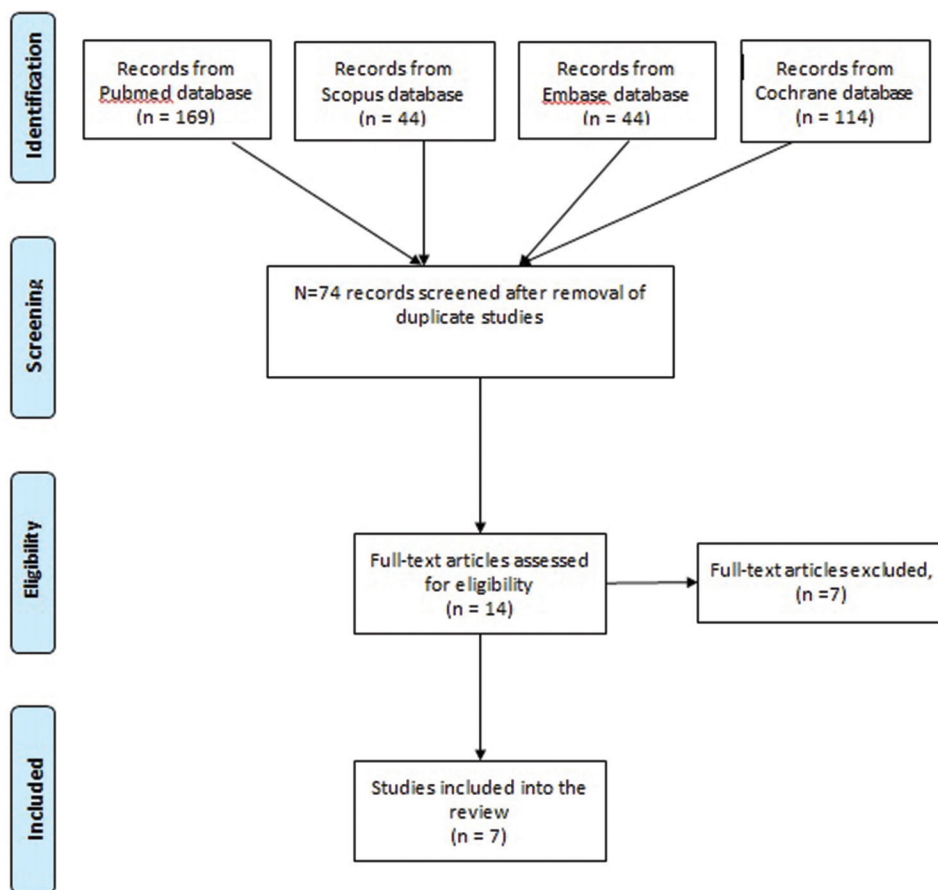 Identification
Records from
Pubmed database
(n = 169)
Records from
Scopus database
(n = 44)
Records from
Embase database
(n = 44)
Records from
Cochrane database
(n = 114)
Screening
N=74 records screened after removal of
duplicate studies
Eligibility
Full-text articles assessed
for eligibility
(n = 14)
Full-text articles excluded,
(n =7)
Included
Studies included into the
review
(n = 7)